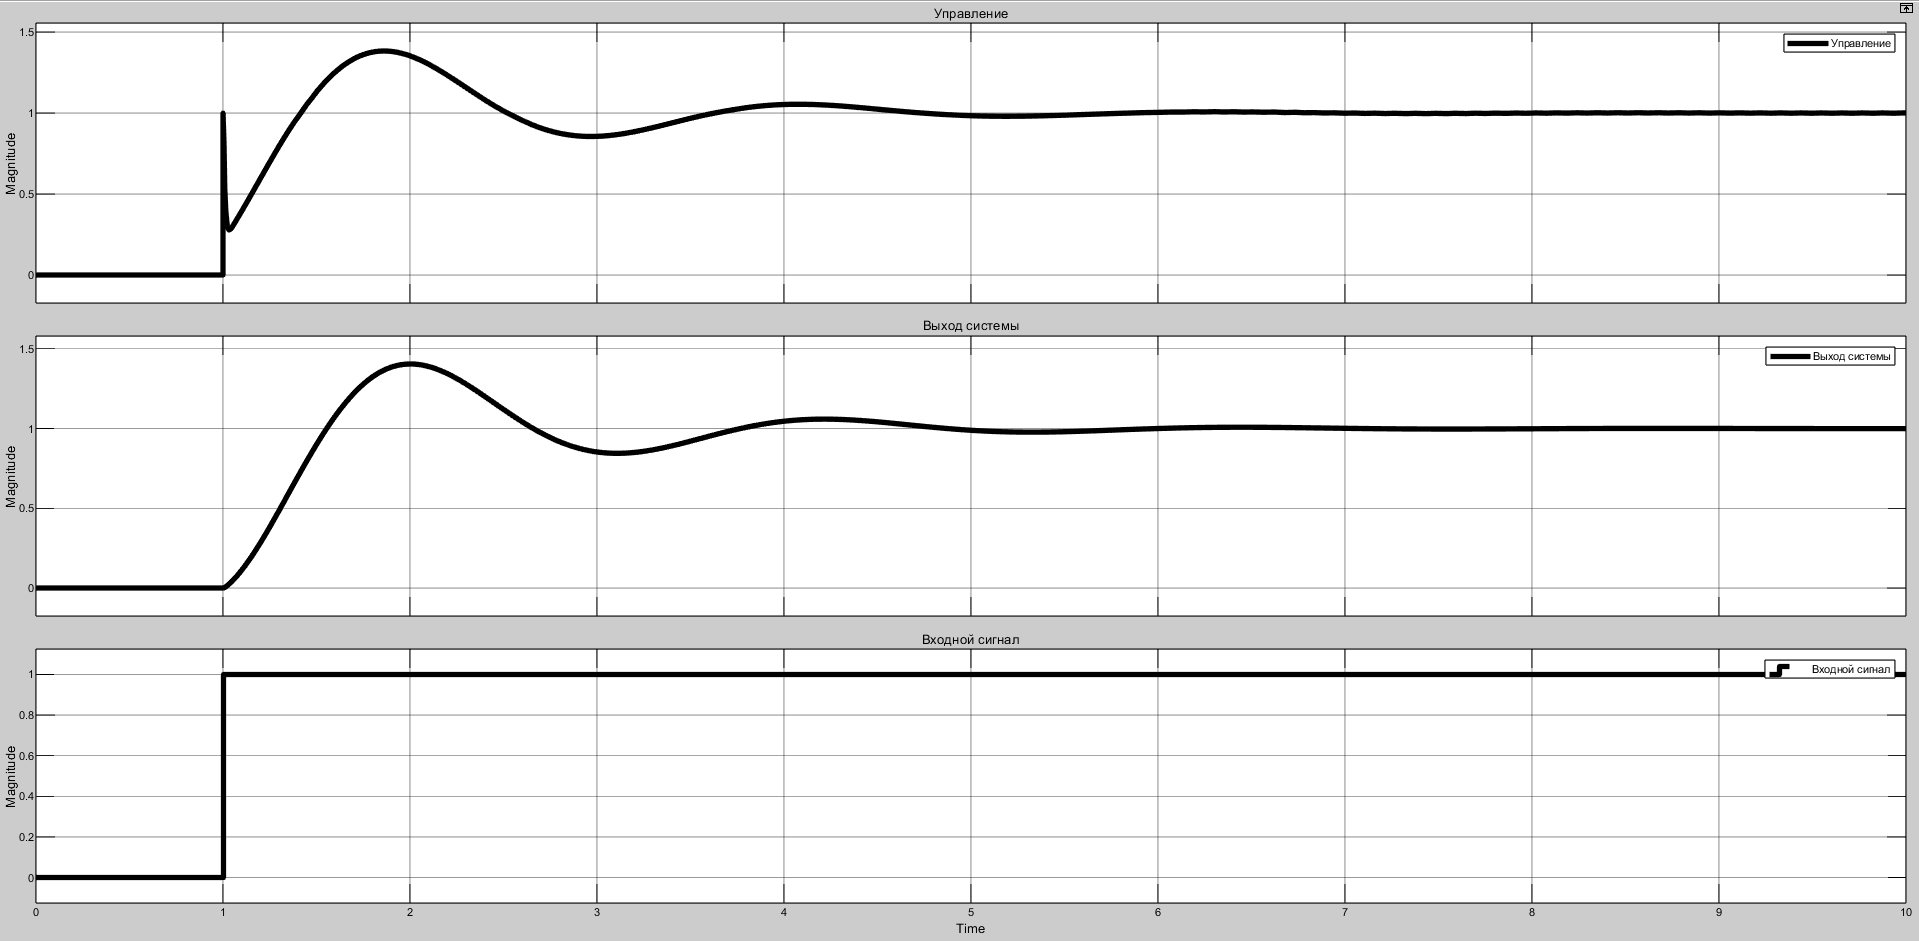 Управление
Magnitude
1.5
1
0.5
0
Управление
Выход системы
Magnitude
1.5
1
0.5
0
Выход системы
Входной сигнал
Magnitude
1
0.8
0.6
0.4
0.2
0
Входной сигнал
0 1 2 3 4 5 6 7 8 9 10
Time